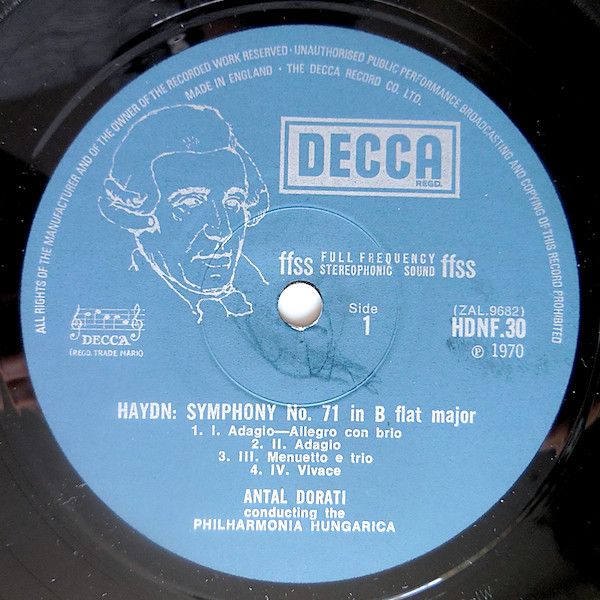 ALL RIGHTS OF THE MANUFACTURER AND OF THE OWNER OF THE RECORDED WORK RESERVED · UNAUTHORISED PUBLIC PERFORMANCE BROADCASTING AND COPYING OF THIS RECORD PROHIBITED
MADE IN ENGLAND · THE DECCA RECORD CO. LTD.
DECCA
REGD.
ffss FULL FREQUENCY STEREOPHONIC SOUND ffss
Side
1
(ZAL.9682)
HDNF.30
℗ 1970
DECCA
(REGD. TRADE MARK)
HAYDN: SYMPHONY No. 71 in B flat major
1. I. Adagio—Allegro con brio
2. II. Adagio
3. III. Menuetto e trio
4. IV. Vivace
ANTAL DORATI
conducting the
PHILHARMONIA HUNGARICA